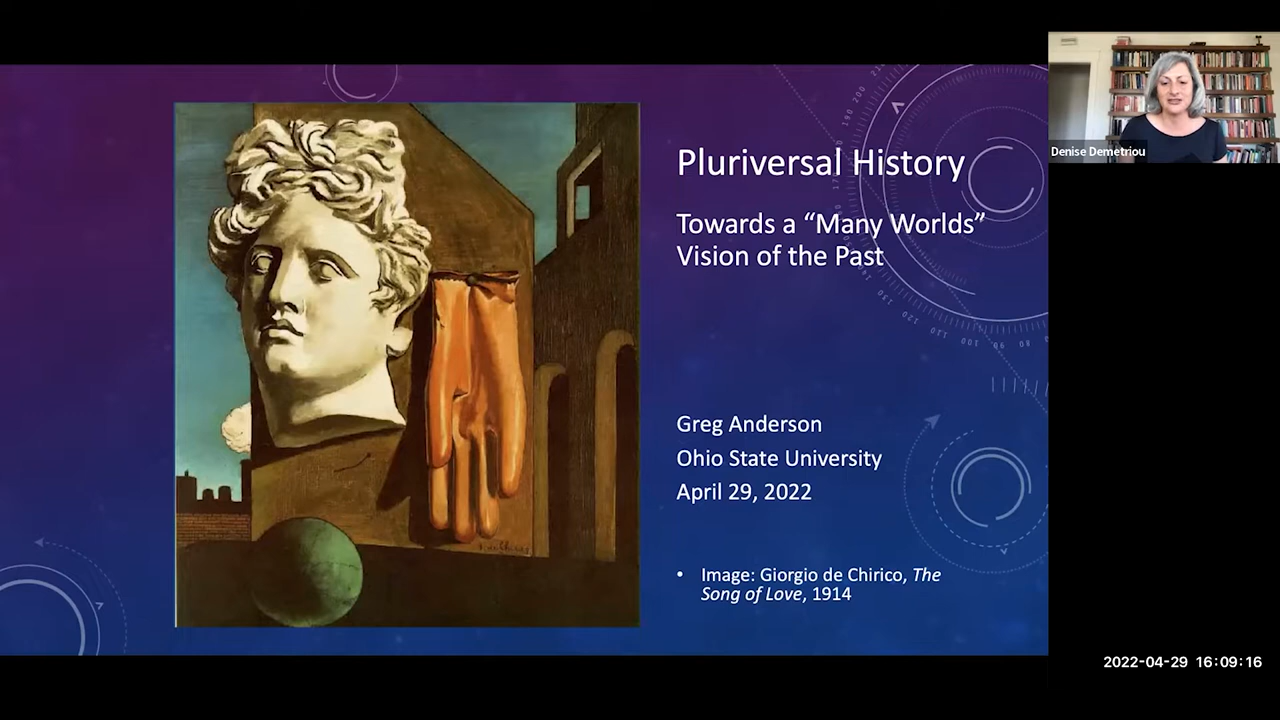 Pluriversal History
Towards a “Many Worlds”
Vision of the Past
Greg Anderson
Ohio State University
April 29, 2022
• Image: Giorgio de Chirico, The
Song of Love, 1914
Denise Demetriou
2022-04-29 16:09:16